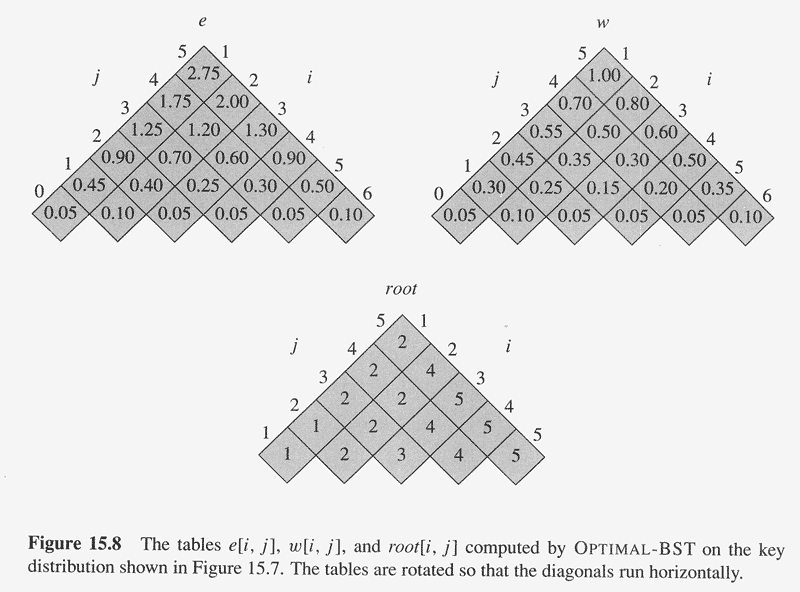 e
w
5 1
5 1
j 4 2.75 2 i
j 4 1.00 2 i
3 1.75 2.00 3
3 0.70 0.80 3
2 1.25 1.20 1.30 4
2 0.55 0.50 0.60 4
1 0.90 0.70 0.60 0.90 5
1 0.45 0.35 0.30 0.50 5
0 0.45 0.40 0.25 0.30 0.50 6
0 0.30 0.25 0.15 0.20 0.35 6
0.05 0.10 0.05 0.05 0.05 0.10
0.05 0.10 0.05 0.05 0.05 0.10
root
5 1
j 4 2 2 i
3 2 4 3
2 2 2 5 4
1 1 2 4 5 5
1 2 3 4 5
Figure 15.8 The tables e[i, j], w[i, j], and root[i, j] computed by OPTIMAL-BST on the key
distribution shown in Figure 15.7. The tables are rotated so that the diagonals run horizontally.